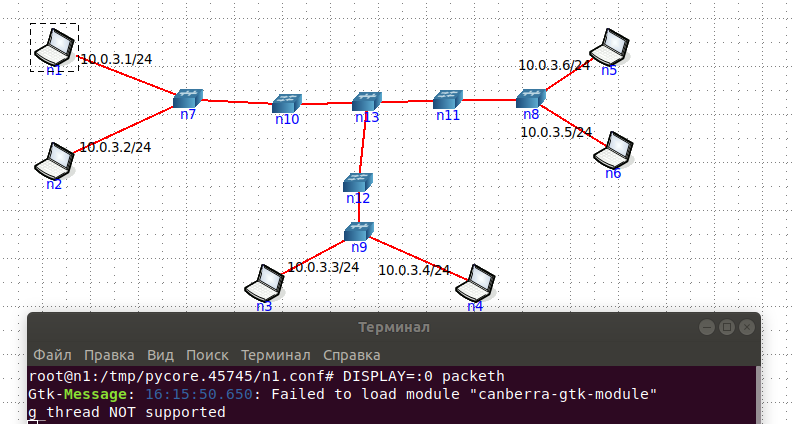 n1
10.0.3.1/24
n2
10.0.3.2/24
n7
n10
n13
n11
n8
10.0.3.6/24
n5
10.0.3.5/24
n6
n12
n9
10.0.3.3/24
n3
10.0.3.4/24
n4
Терминал
Файл Правка Вид Поиск Терминал Справка
root@n1:/tmp/pycore.45745/n1.conf# DISPLAY=:0 packeth
Gtk-Message: 16:15:50.650: Failed to load module "canberra-gtk-module"
g_thread NOT supported